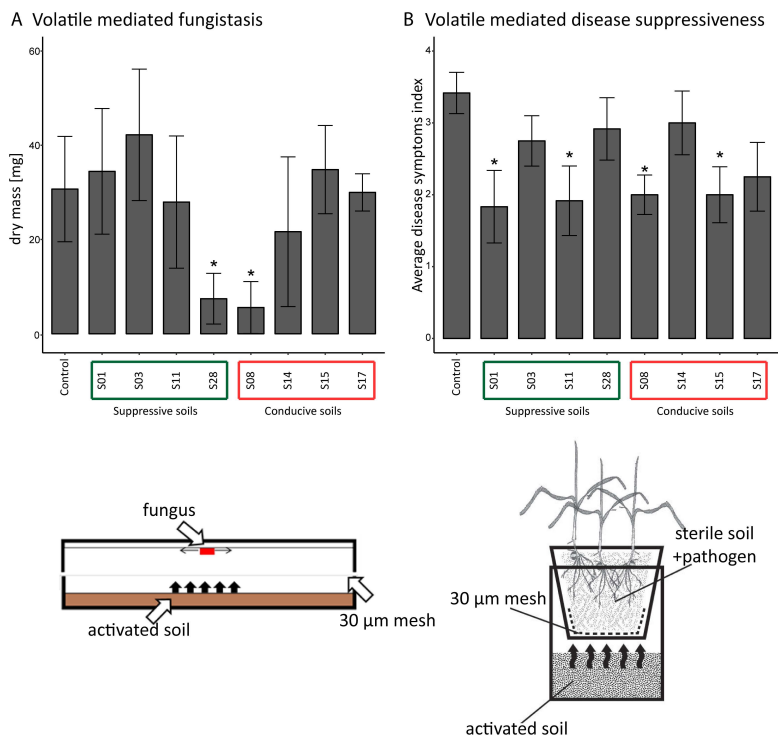 A Volatile mediated fungistasis
60
40
20
0
dry mass [mg]
*
*
Control
S01
S03
S11
S28
S08
S14
S15
S17
Suppressive soils
Conducive soils
B Volatile mediated disease suppressiveness
4
3
2
1
0
Average disease symptoms index
*
*
*
*
Control
S01
S03
S11
S28
S08
S14
S15
S17
Suppressive soils
Conducive soils
fungus
activated soil
30 µm mesh
sterile soil
+pathogen
30 µm mesh
activated soil